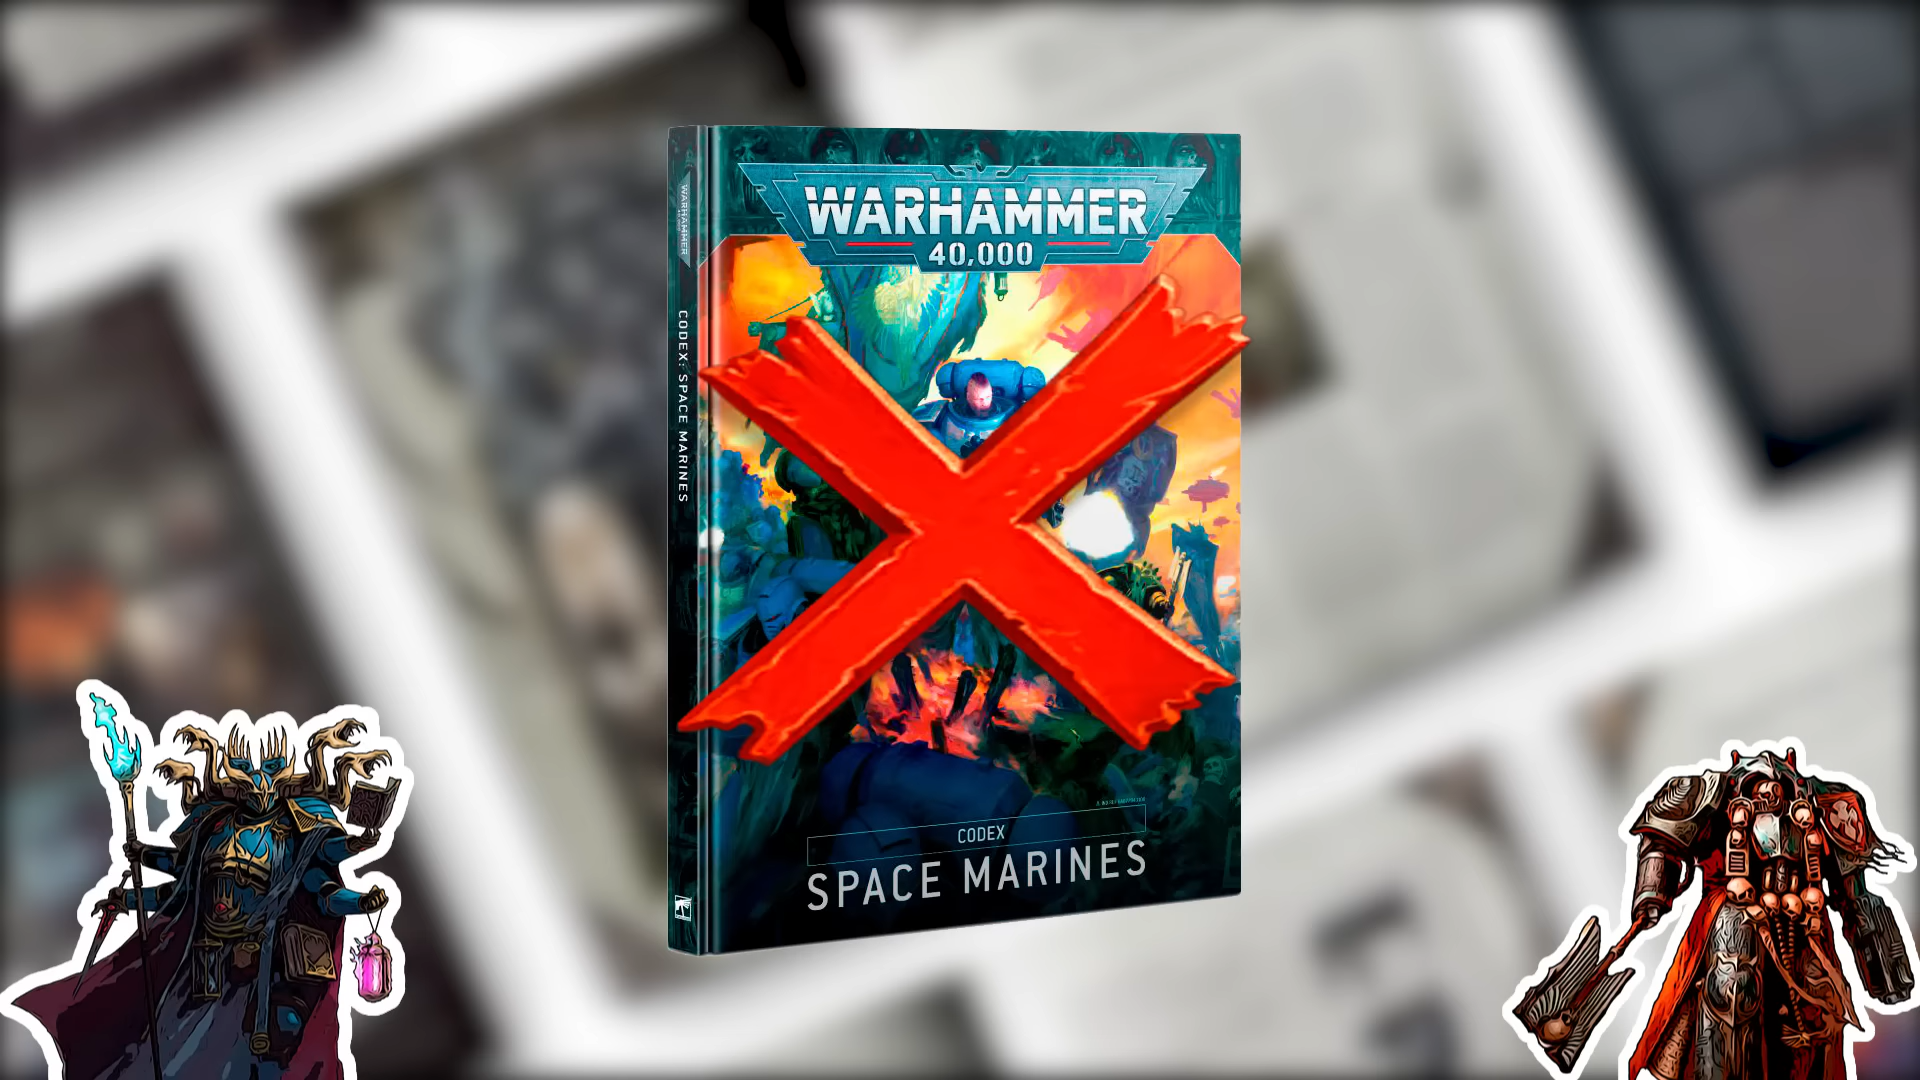 WARHAMMER
40,000
CODEX
SPACE MARINES
WARHAMMER
CODEX: SPACE MARINES